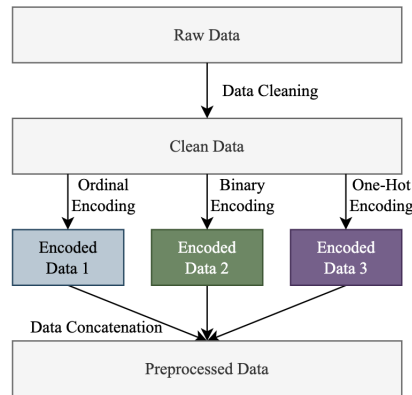 Raw Data
Data Cleaning
Clean Data
Ordinal
Encoding
Binary
Encoding
One-Hot
Encoding
Encoded
Data 1
Encoded
Data 2
Encoded
Data 3
Data Concatenation
Preprocessed Data